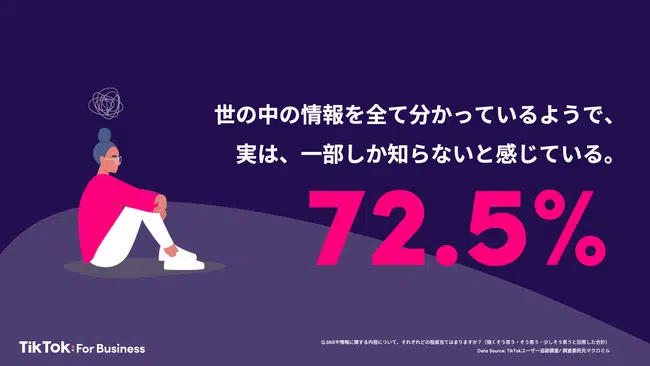 世の中の情報を全て分かっているようで、
実は、一部しか知らないと感じている。
72.5%
Q.SNSや情報に関する内容について、それぞれどの程度当てはまりますか？（強くそう思う・そう思う・少しそう思うと回答した合計）
Data Source: TikTokユーザー追跡調査/ 調査委託先マクロミル
TikTok: For Business